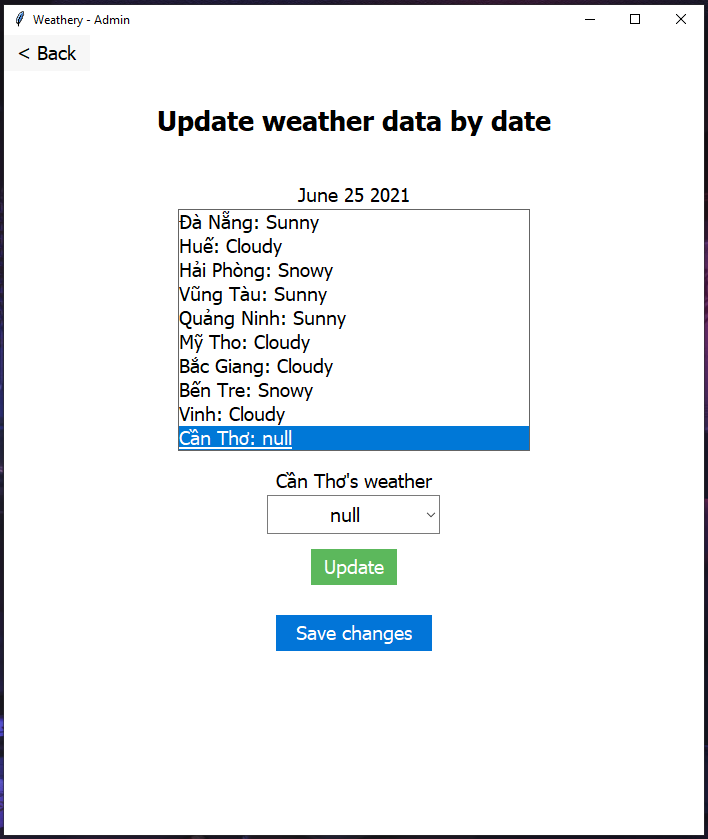 Weathery - Admin
< Back
Update weather data by date
June 25 2021
Đà Nẵng: Sunny
Huế: Cloudy
Hải Phòng: Snowy
Vũng Tàu: Sunny
Quảng Ninh: Sunny
Mỹ Tho: Cloudy
Bắc Giang: Cloudy
Bến Tre: Snowy
Vinh: Cloudy
Cần Thơ: null
Cần Thơ's weather
null
Update
Save changes